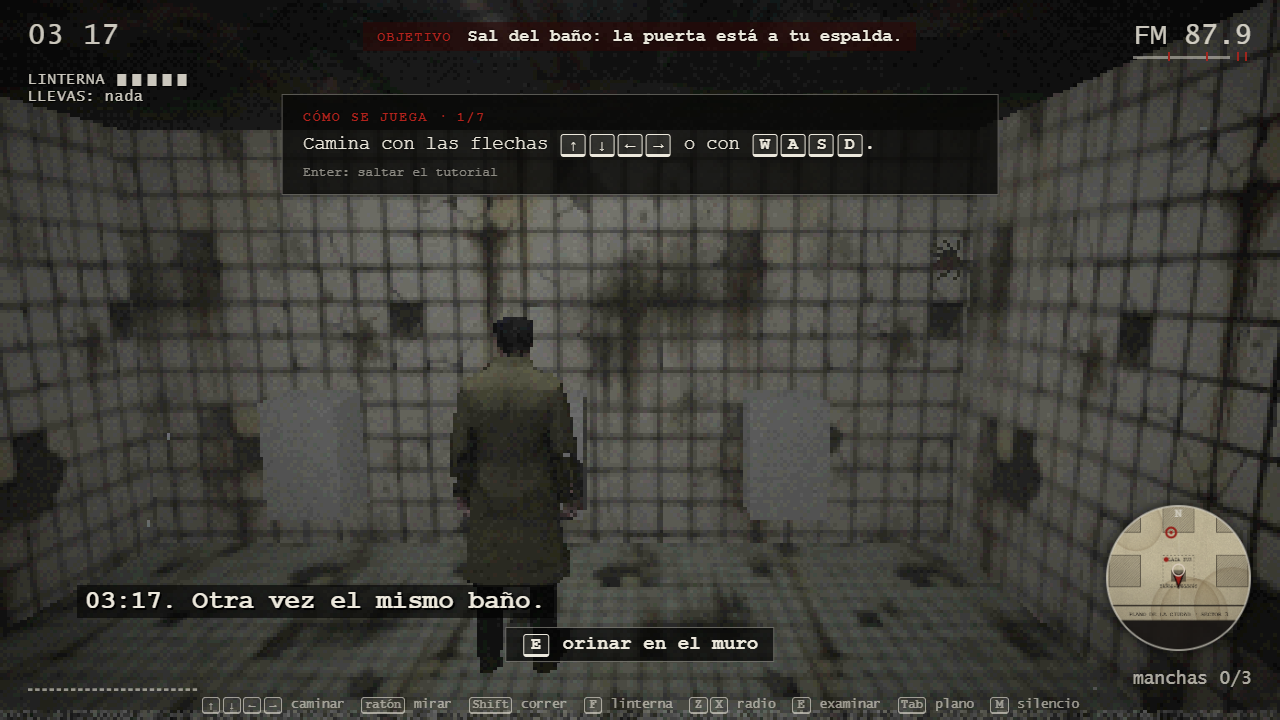 03 17
OBJETIVO Sal del baño: la puerta está a tu espalda.
FM 87.9
LINTERNA
LLEVAS: nada
CÓMO SE JUEGA · 1/7
Camina con las flechas ↑ ↓ ← → o con W A S D.
Enter: saltar el tutorial
N
03:17. Otra vez el mismo baño.
E orinar en el muro
manchas 0/3
↑ ↓ ← → caminar ratón mirar Shift correr F linterna Z X radio E examinar Tab plano M silencio